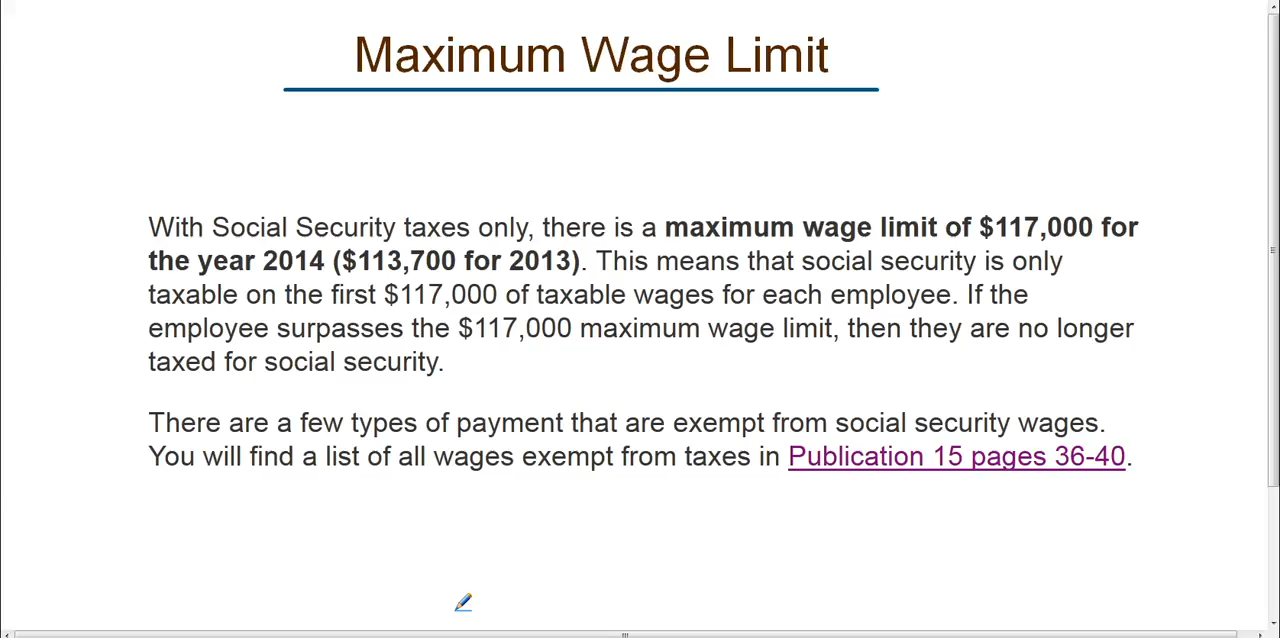 Maximum Wage Limit
With Social Security taxes only, there is a maximum wage limit of $117,000 for
the year 2014 ($113,700 for 2013). This means that social security is only
taxable on the first $117,000 of taxable wages for each employee. If the
employee surpasses the $117,000 maximum wage limit, then they are no longer
taxed for social security.
There are a few types of payment that are exempt from social security wages.
You will find a list of all wages exempt from taxes in Publication 15 pages 36-40.